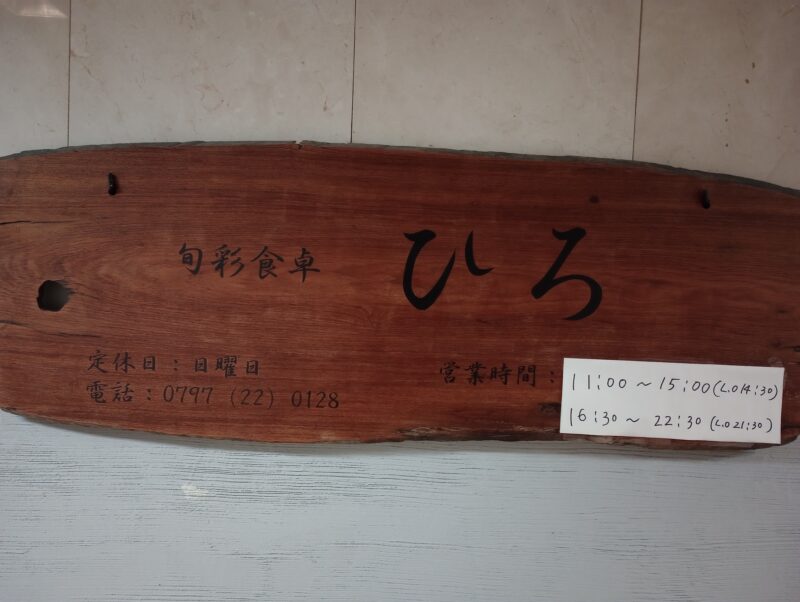 旬彩食卓 ひろ
定休日：日曜日
電話：0797 (22) 0128
営業時間：11:00 ～ 15:00 (L.O 14:30)
16:30 ～ 22:30 (L.O 21:30)